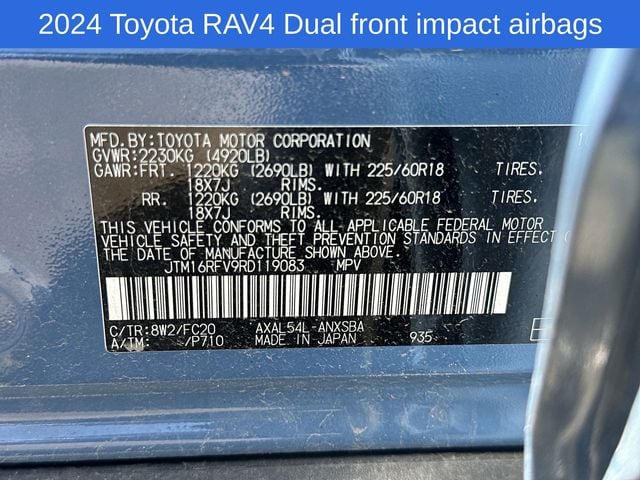 2024 Toyota RAV4 Dual front impact airbags
MFD.BY:TOYOTA MOTOR CORPORATION
GVWR:2230KG (4920LB)
GAWR:FRT. 1220KG (2690LB) WITH 225/60R18 TIRES.
18X7J RIMS.
RR. 1220KG (2690LB) WITH 225/60R18 TIRES.
18X7J RIMS.
THIS VEHICLE CONFORMS TO ALL APPLICABLE FEDERAL MOTOR
VEHICLE SAFETY AND THEFT PREVENTION STANDARDS IN EFFECT
THE DATE OF MANUFACTURE SHOWN ABOVE.
JTM16RFV9RD119083 MPV
C/TR:8W2/FC20 AXAL54L-ANXSBA
A/TM: /P710 MADE IN JAPAN 935